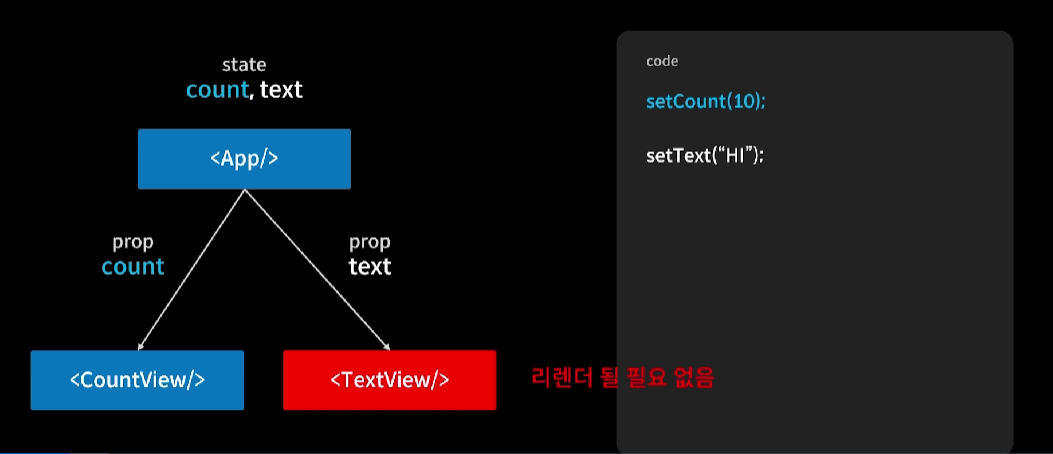 state
count, text
<App/>
prop
count
prop
text
<CountView/>
<TextView/>
리렌더 될 필요 없음
code
setCount(10);
setText(“HI”);